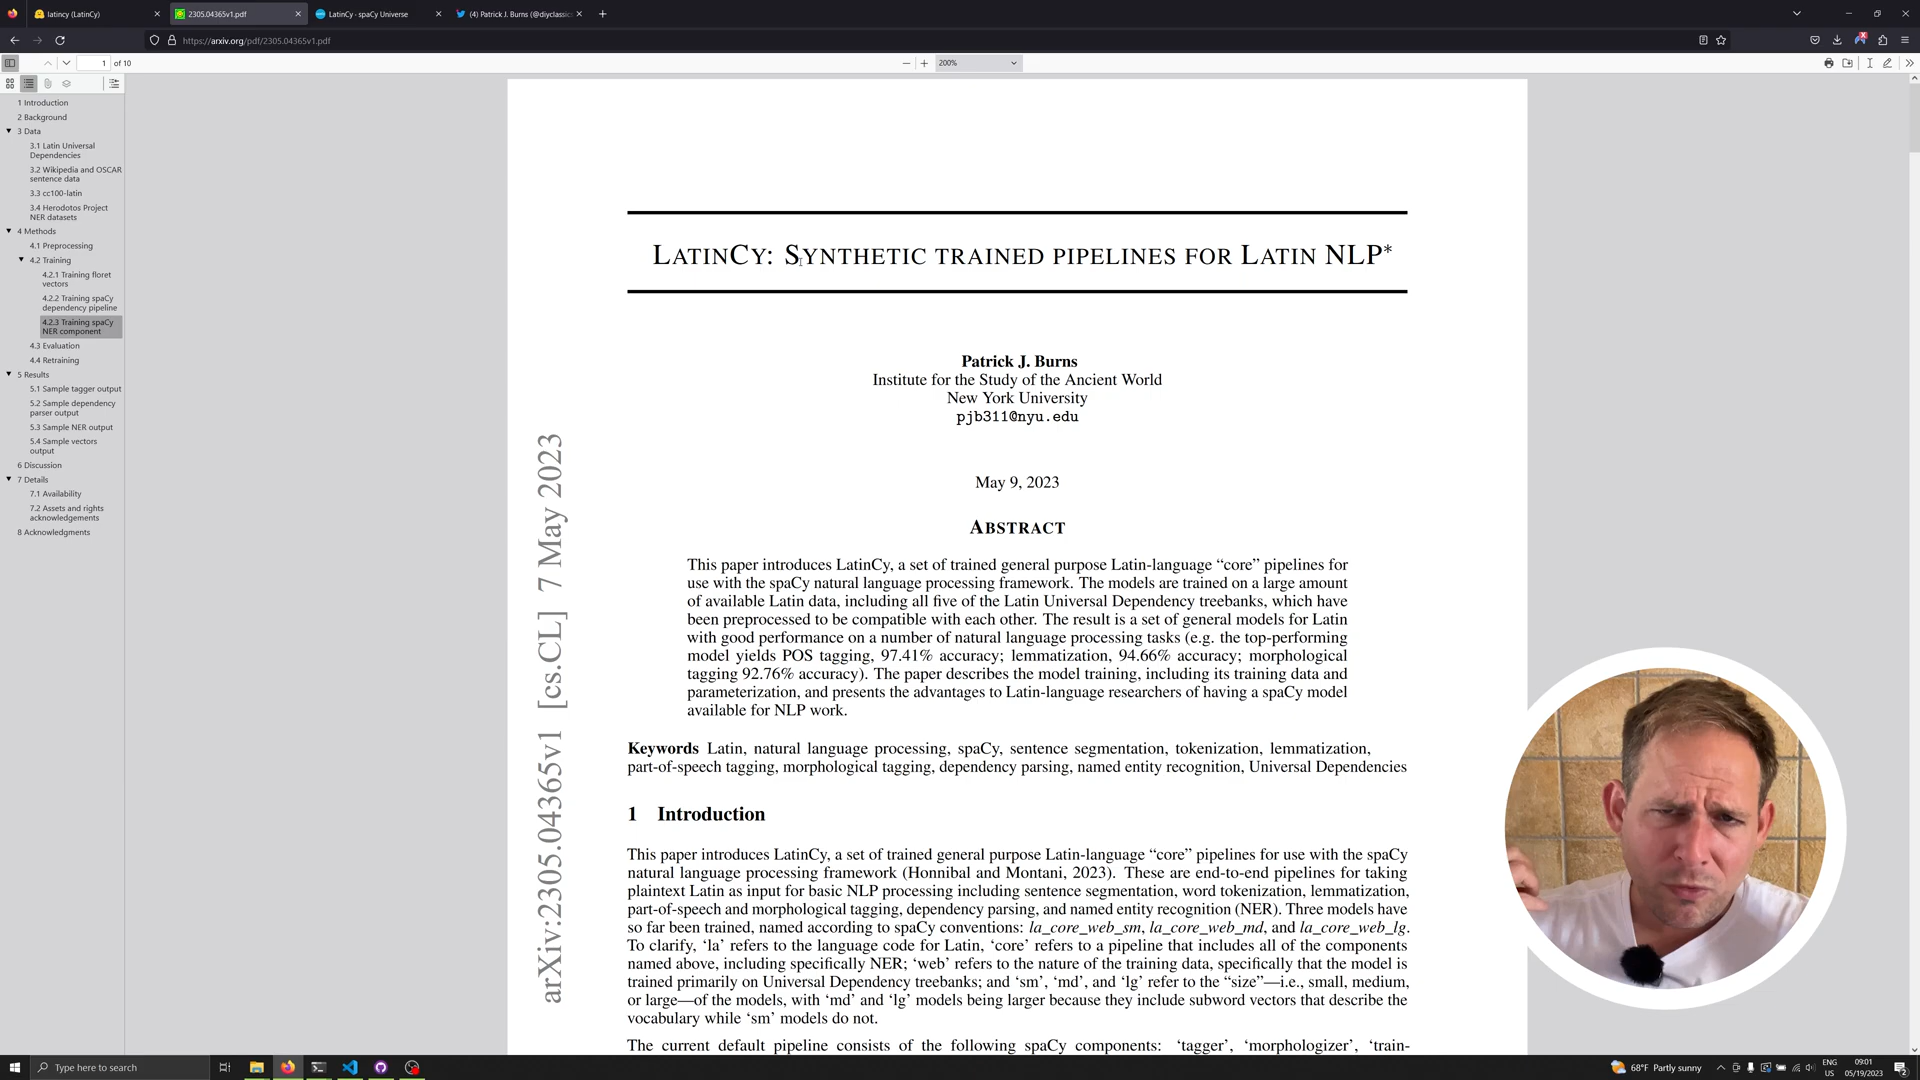 latincy (LatinCy)
2305.04365v1.pdf
LatinCy · spaCy Universe
(4) Patrick J. Burns (@diyclassic
https://arxiv.org/pdf/2305.04365v1.pdf
1 of 10
200%
1 Introduction
2 Background
3 Data
3.1 Latin Universal
Dependencies
3.2 Wikipedia and OSCAR
sentence data
3.3 cc100-latin
3.4 Herodotos Project
NER datasets
4 Methods
4.1 Preprocessing
4.2 Training
4.2.1 Training floret
vectors
4.2.2 Training spaCy
dependency pipeline
4.2.3 Training spaCy
NER component
4.3 Evaluation
4.4 Retraining
5 Results
5.1 Sample tagger output
5.2 Sample dependency
parser output
5.3 Sample NER output
5.4 Sample vectors
output
6 Discussion
7 Details
7.1 Availability
7.2 Assets and rights
acknowledgements
8 Acknowledgments
arXiv:2305.04365v1 [cs.CL] 7 May 2023
LATINCY: SYNTHETIC TRAINED PIPELINES FOR LATIN NLP*
Patrick J. Burns
Institute for the Study of the Ancient World
New York University
pjb311@nyu.edu
May 9, 2023
ABSTRACT
This paper introduces LatinCy, a set of trained general purpose Latin-language “core” pipelines for
use with the spaCy natural language processing framework. The models are trained on a large amount
of available Latin data, including all five of the Latin Universal Dependency treebanks, which have
been preprocessed to be compatible with each other. The result is a set of general models for Latin
with good performance on a number of natural language processing tasks (e.g. the top-performing
model yields POS tagging, 97.41% accuracy; lemmatization, 94.66% accuracy; morphological
tagging 92.76% accuracy). The paper describes the model training, including its training data and
parameterization, and presents the advantages to Latin-language researchers of having a spaCy model
available for NLP work.
Keywords Latin, natural language processing, spaCy, sentence segmentation, tokenization, lemmatization,
part-of-speech tagging, morphological tagging, dependency parsing, named entity recognition, Universal Dependencies
1 Introduction
This paper introduces LatinCy, a set of trained general purpose Latin-language “core” pipelines for use with the spaCy
natural language processing framework (Honnibal and Montani, 2023). These are end-to-end pipelines for taking
plaintext Latin as input for basic NLP processing including sentence segmentation, word tokenization, lemmatization,
part-of-speech and morphological tagging, dependency parsing, and named entity recognition (NER). Three models have
so far been trained, named according to spaCy conventions: la_core_web_sm, la_core_web_md, and la_core_web_lg.
To clarify, ‘la’ refers to the language code for Latin, ‘core’ refers to a pipeline that includes all of the components
named above, including specifically NER; ‘web’ refers to the nature of the training data, specifically that the model is
trained primarily on Universal Dependency treebanks; and ‘sm’, ‘md’, and ‘lg’ refer to the “size”—i.e., small, medium,
or large—of the models, with ‘md’ and ‘lg’ models being larger because they include subword vectors that describe the
vocabulary while ‘sm’ models do not.
The current default pipeline consists of the following spaCy components: ‘tagger’, ‘morphologizer’, ‘train-
Type here to search
68°F Partly sunny
ENG
US
09:01
05/19/2023
2